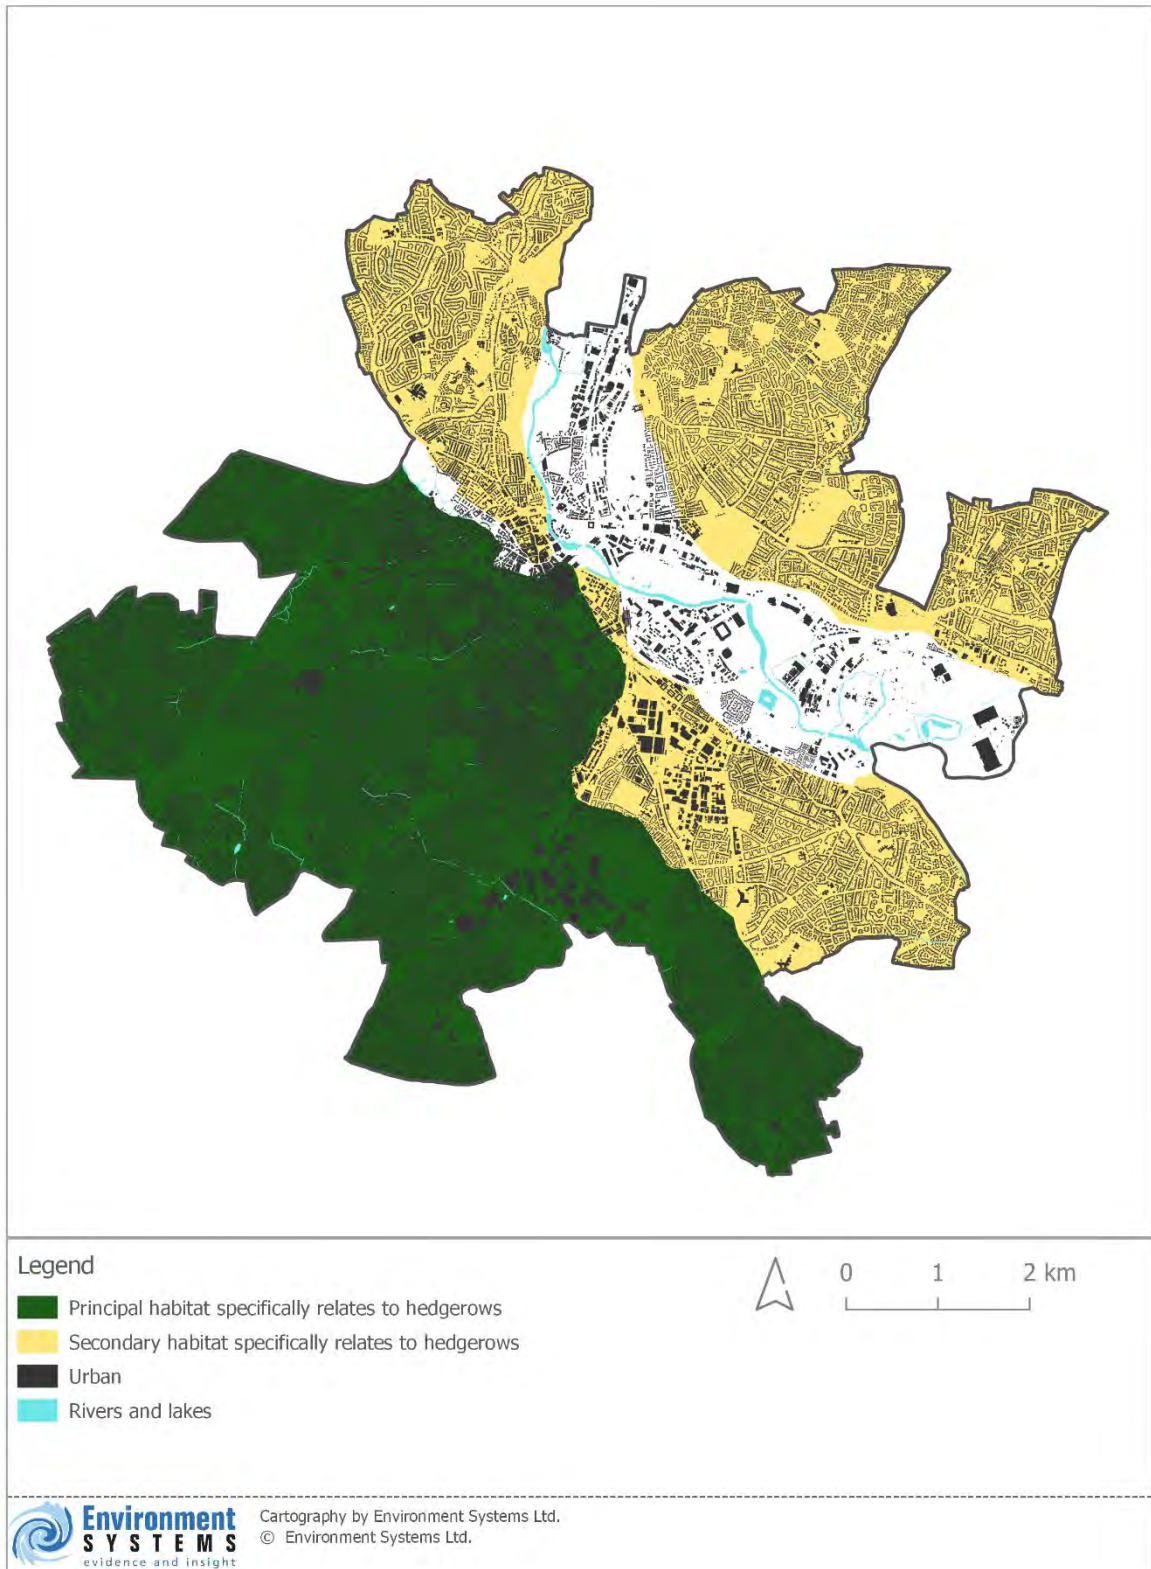 Legend
0 1 2 km
Principal habitat specifically relates to hedgerows
Secondary habitat specifically relates to hedgerows
Urban
Rivers and lakes
Environment
SYSTEMS
evidence and insight
Cartography by Environment Systems Ltd.
© Environment Systems Ltd.